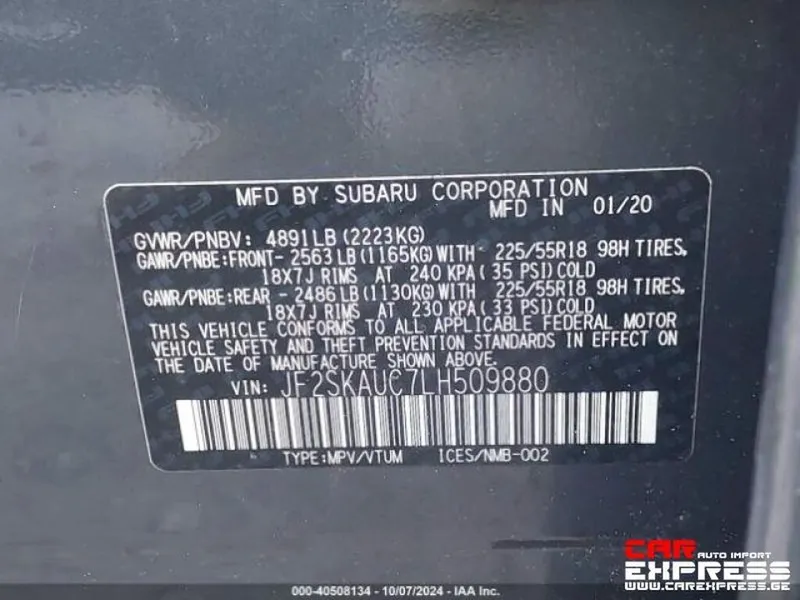 MFD BY SUBARU CORPORATION
MFD IN 01/20
GVWR/PNBV: 4891LB(2223KG)
GAWR/PNBE:FRONT- 2563LB(1165KG)WITH 225/55R18 98H TIRES,
18X7J RIMS AT 240 KPA( 35 PSI)COLD
GAWR/PNBE:REAR - 2486LB(1130KG)WITH 225/55R18 98H TIRES,
18X7J RIMS AT 230 KPA( 33 PSI)COLD
THIS VEHICLE CONFORMS TO ALL APPLICABLE FEDERAL MOTOR
VEHICLE SAFETY AND THEFT PREVENTION STANDARDS IN EFFECT ON
THE DATE OF MANUFACTURE SHOWN ABOVE.
VIN: JF2SKAUC7LH509880
TYPE:MPV/VTUM ICES/NMB-002
CAR AUTO IMPORT
EXPRESS
WWW.CAREXPRESS.GE
000-40508134 - 10/07/2024 - IAA Inc.